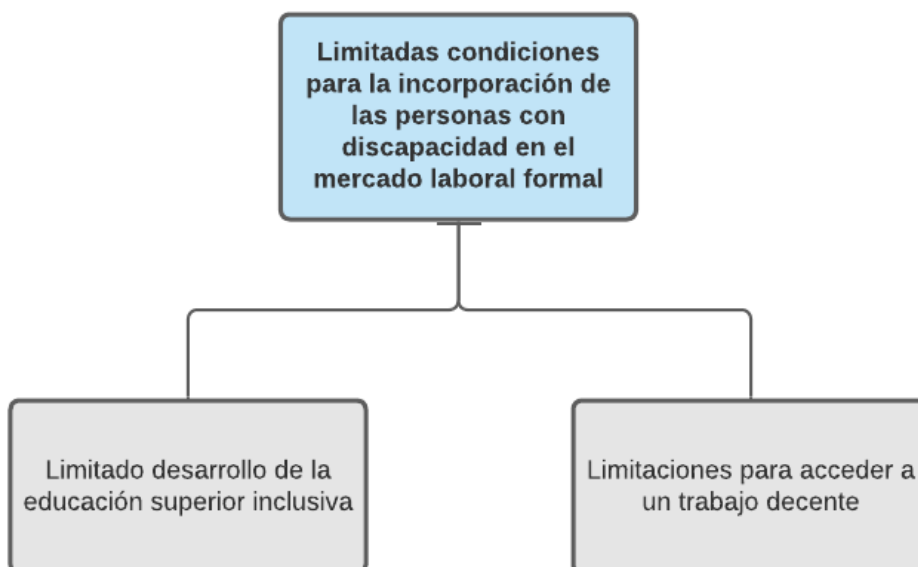 Limitadas condiciones
para la incorporación de
las personas con
discapacidad en el
mercado laboral formal
Limitado desarrollo de la
educación superior inclusiva
Limitaciones para acceder a
un trabajo decente